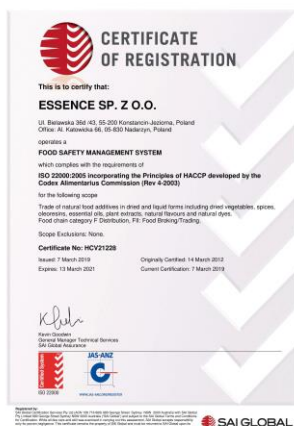 CERTIFICATE
OF REGISTRATION
This is to certify that:
ESSENCE SP. Z O.O.
Ul. Bielawska 36d /43, 55-200 Konstancin-Jeziorna, Poland
Office: Al. Katowicka 66, 05-830 Nadarzyn, Poland
operates a
FOOD SAFETY MANAGEMENT SYSTEM
which complies with the requirements of
ISO 22000:2005 incorporating the Principles of HACCP developed by the
Codex Alimentarius Commission (Rev 4-2003)
for the following scope
Trade of natural food additives in dried and liquid forms including dried vegetables, spices,
oleoresins, essential oils, plant extracts, natural flavours and natural dyes.
Food chain category F Distribution, FII: Food Broking/Trading.
Scope Exclusions: None.
Certificate No: HCV21228
Issued: 7 March 2019 Originally Certified: 14 March 2012
Expires: 13 March 2021 Current Certification: 7 March 2019
General Manager Technical Services
SAI Global Assurance
Certified System
ISO 22000
JAS-ANZ
SAI GLOBAL